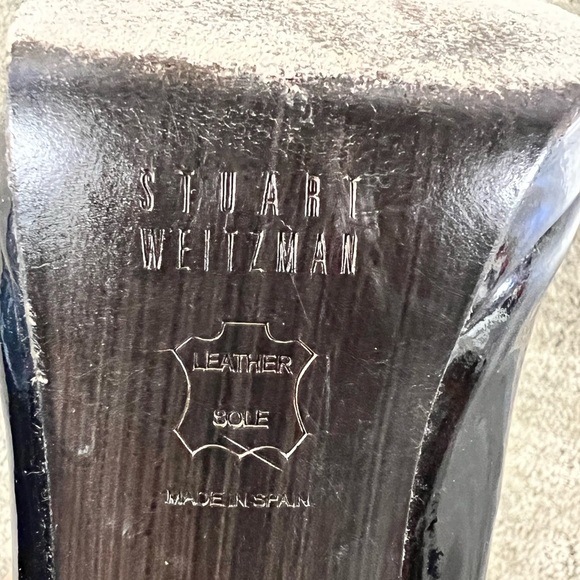 STUART
WEITZMAN
LEATHER
SOLE
MADE IN SPAIN